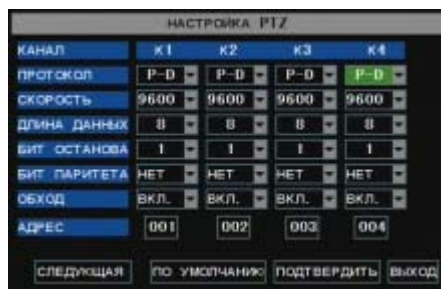 НАСТРОЙКА PTZ
КАНАЛ К1 К2 К3 К4
ПРОТОКОЛ P-D P-D P-D P-D
СКОРОСТЬ 9600 9600 9600 9600
ДЛИНА ДАННЫХ 8 8 8 8
БИТ ОСТАНОВА 1 1 1 1
БИТ ПАРИТЕТА НЕТ НЕТ НЕТ НЕТ
ОБХОД ВКЛ. ВКЛ. ВКЛ. ВКЛ.
АДРЕС 001 002 003 004
СЛЕДУЮЩАЯ ПО УМОЛЧАНИЮ ПОДТВЕРДИТЬ ВЫХОД